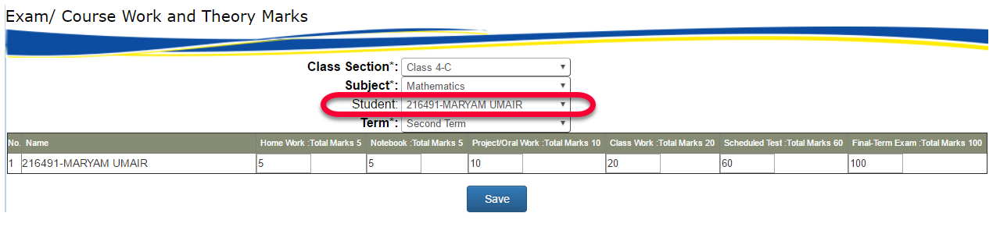 Exam/ Course Work and Theory Marks
Class Section*: Class 4-C
Subject*: Mathematics
Student: 216491-MARYAM UMAIR
Term*: Second Term
No. Name Home Work :Total Marks 5 Notebook :Total Marks 5 Project/Oral Work :Total Marks 10 Class Work :Total Marks 20 Scheduled Test :Total Marks 60 Final-Term Exam :Total Marks 100
1 216491-MARYAM UMAIR 5 5 10 20 60 100
Save